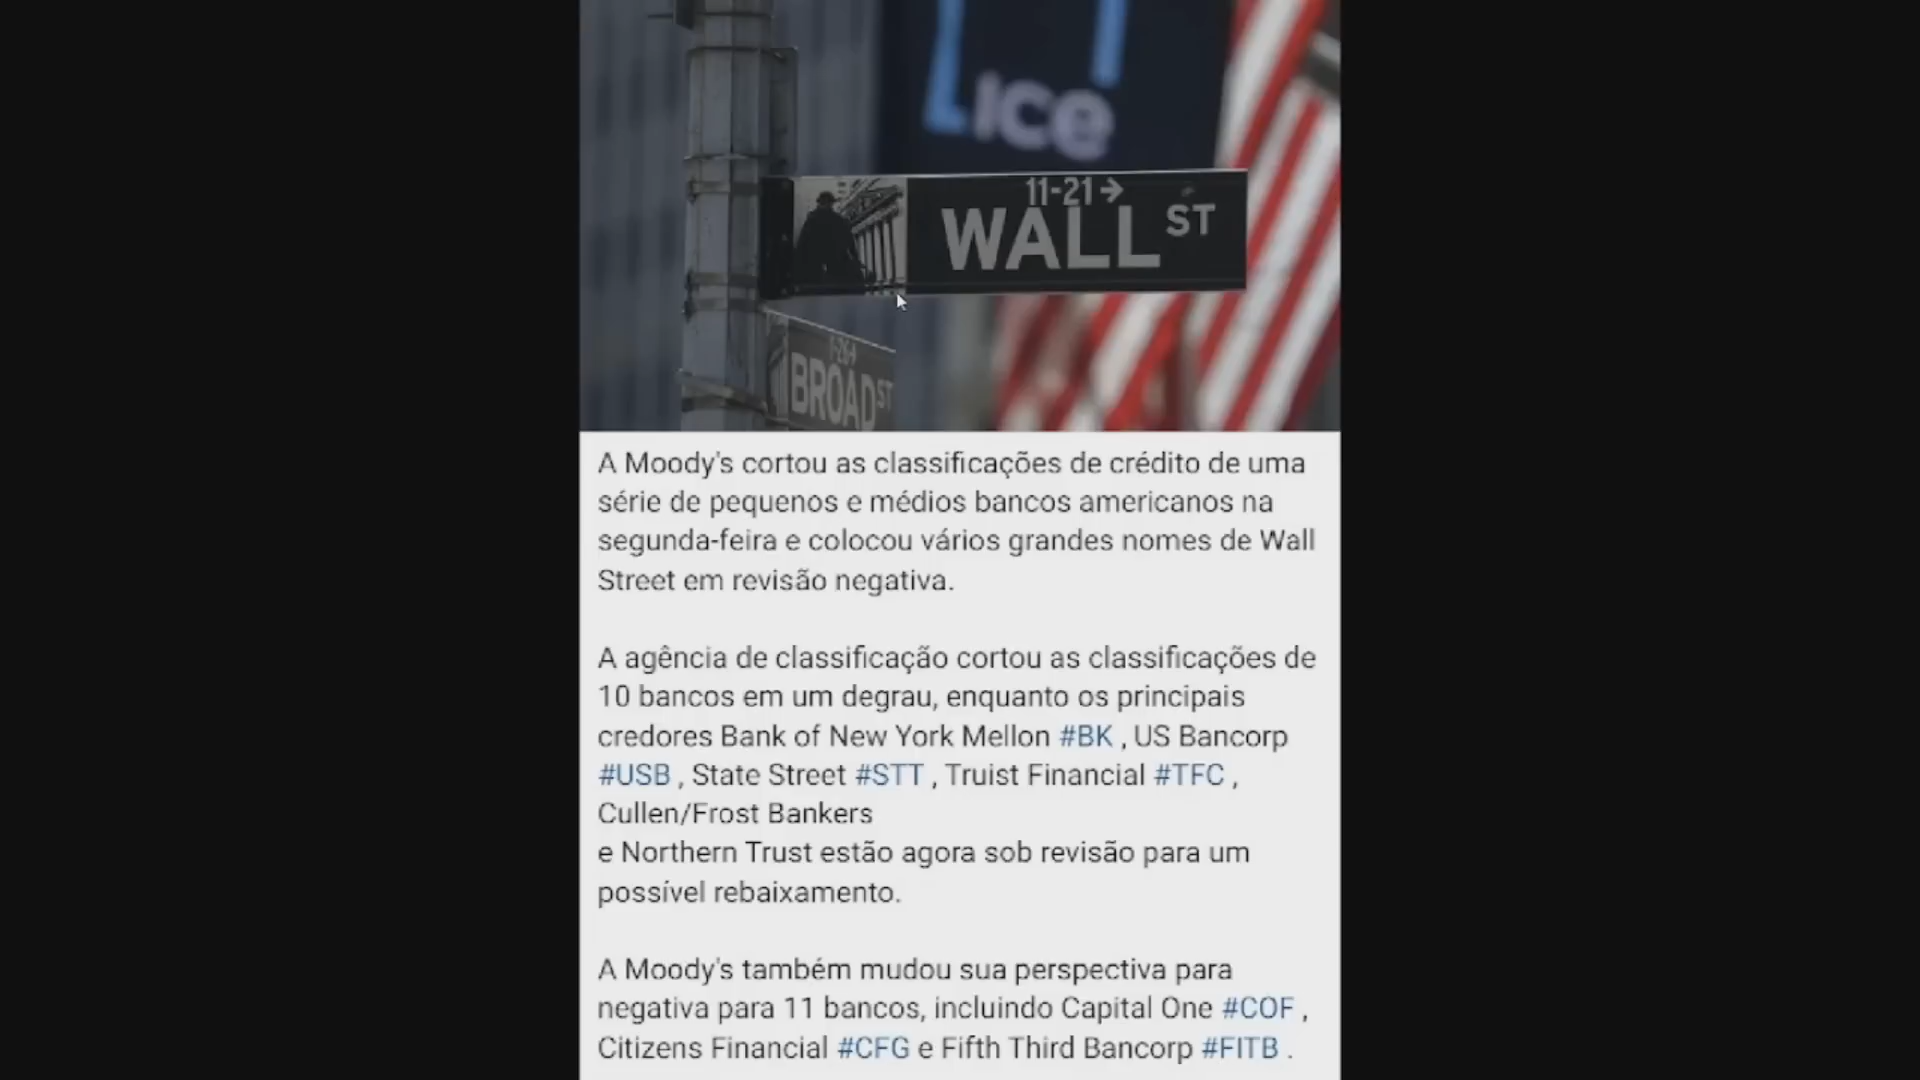 ice
11-21→
WALL ST
1-26→
BROAD ST
A Moody's cortou as classificações de crédito de uma
série de pequenos e médios bancos americanos na
segunda-feira e colocou vários grandes nomes de Wall
Street em revisão negativa.
A agência de classificação cortou as classificações de
10 bancos em um degrau, enquanto os principais
credores Bank of New York Mellon #BK , US Bancorp
#USB , State Street #STT , Truist Financial #TFC ,
Cullen/Frost Bankers
e Northern Trust estão agora sob revisão para um
possível rebaixamento.
A Moody's também mudou sua perspectiva para
negativa para 11 bancos, incluindo Capital One #COF ,
Citizens Financial #CFG e Fifth Third Bancorp #FITB .